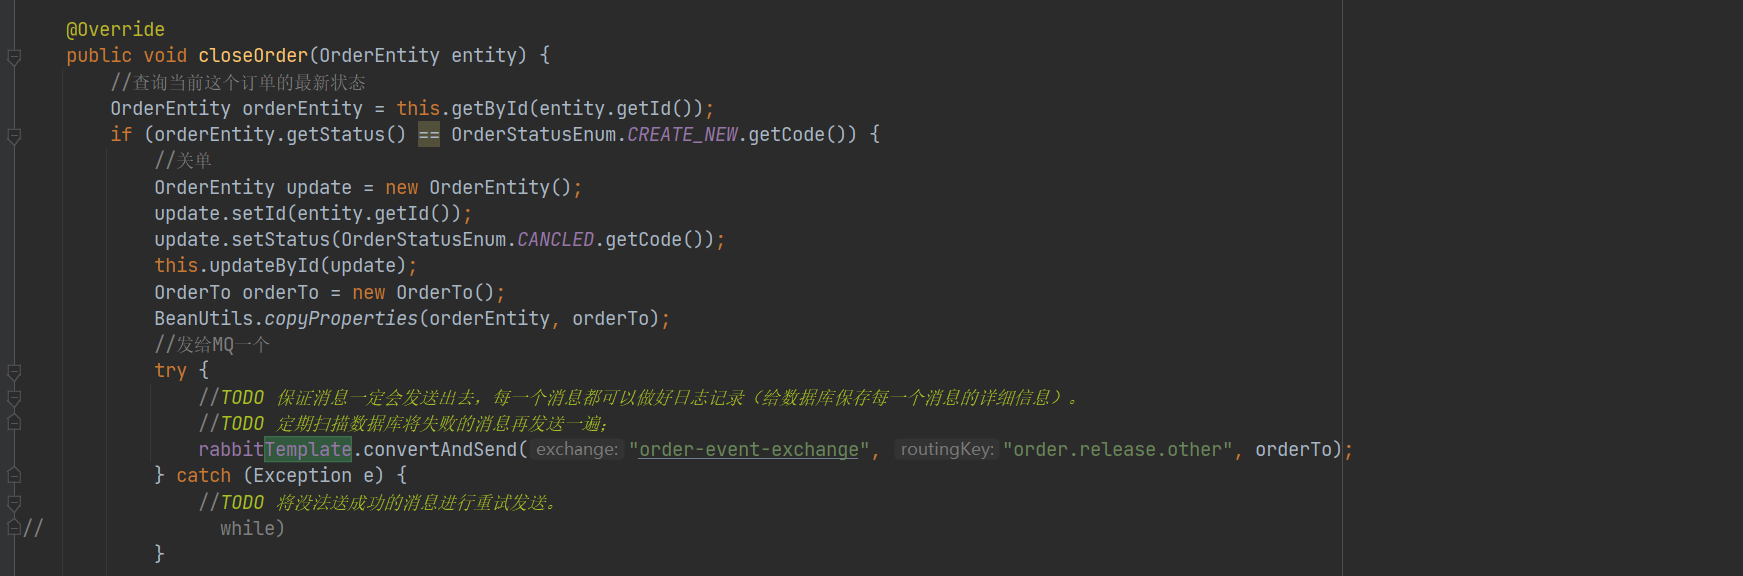 @Override
public void closeOrder(OrderEntity entity) {
//查询当前这个订单的最新状态
OrderEntity orderEntity = this.getById(entity.getId());
if (orderEntity.getStatus() == OrderStatusEnum.CREATE_NEW.getCode()) {
//关单
OrderEntity update = new OrderEntity();
update.setId(entity.getId());
update.setStatus(OrderStatusEnum.CANCLED.getCode());
this.updateById(update);
OrderTo orderTo = new OrderTo();
BeanUtils.copyProperties(orderEntity, orderTo);
//发给MQ一个
try {
//TODO 保证消息一定会发送出去，每一个消息都可以做好日志记录（给数据库保存每一个消息的详细信息）。
//TODO 定期扫描数据库将失败的消息再发送一遍；
rabbitTemplate.convertAndSend( exchange: "order-event-exchange", routingKey: "order.release.other", orderTo);
} catch (Exception e) {
//TODO 将没法送成功的消息进行重试发送。
// while)
}